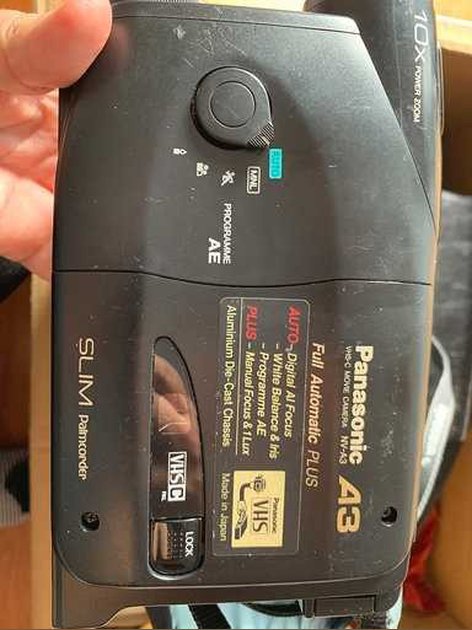 10X POWER ZOOM
AUTO
MNL
PROGRAMME
AE
Panasonic A3
VHS-C MOVIE CAMERA NV-A3
Full Automatic PLUS
AUTO – Digital AI Focus
– White Balance & Iris
– Programme AE
PLUS – Manual Focus & 1 Lux
Aluminium Die-Cast Chassis
Panasonic
VHS
Made in Japan
VHS C
PAL
LOCK
SLIM Palmcorder